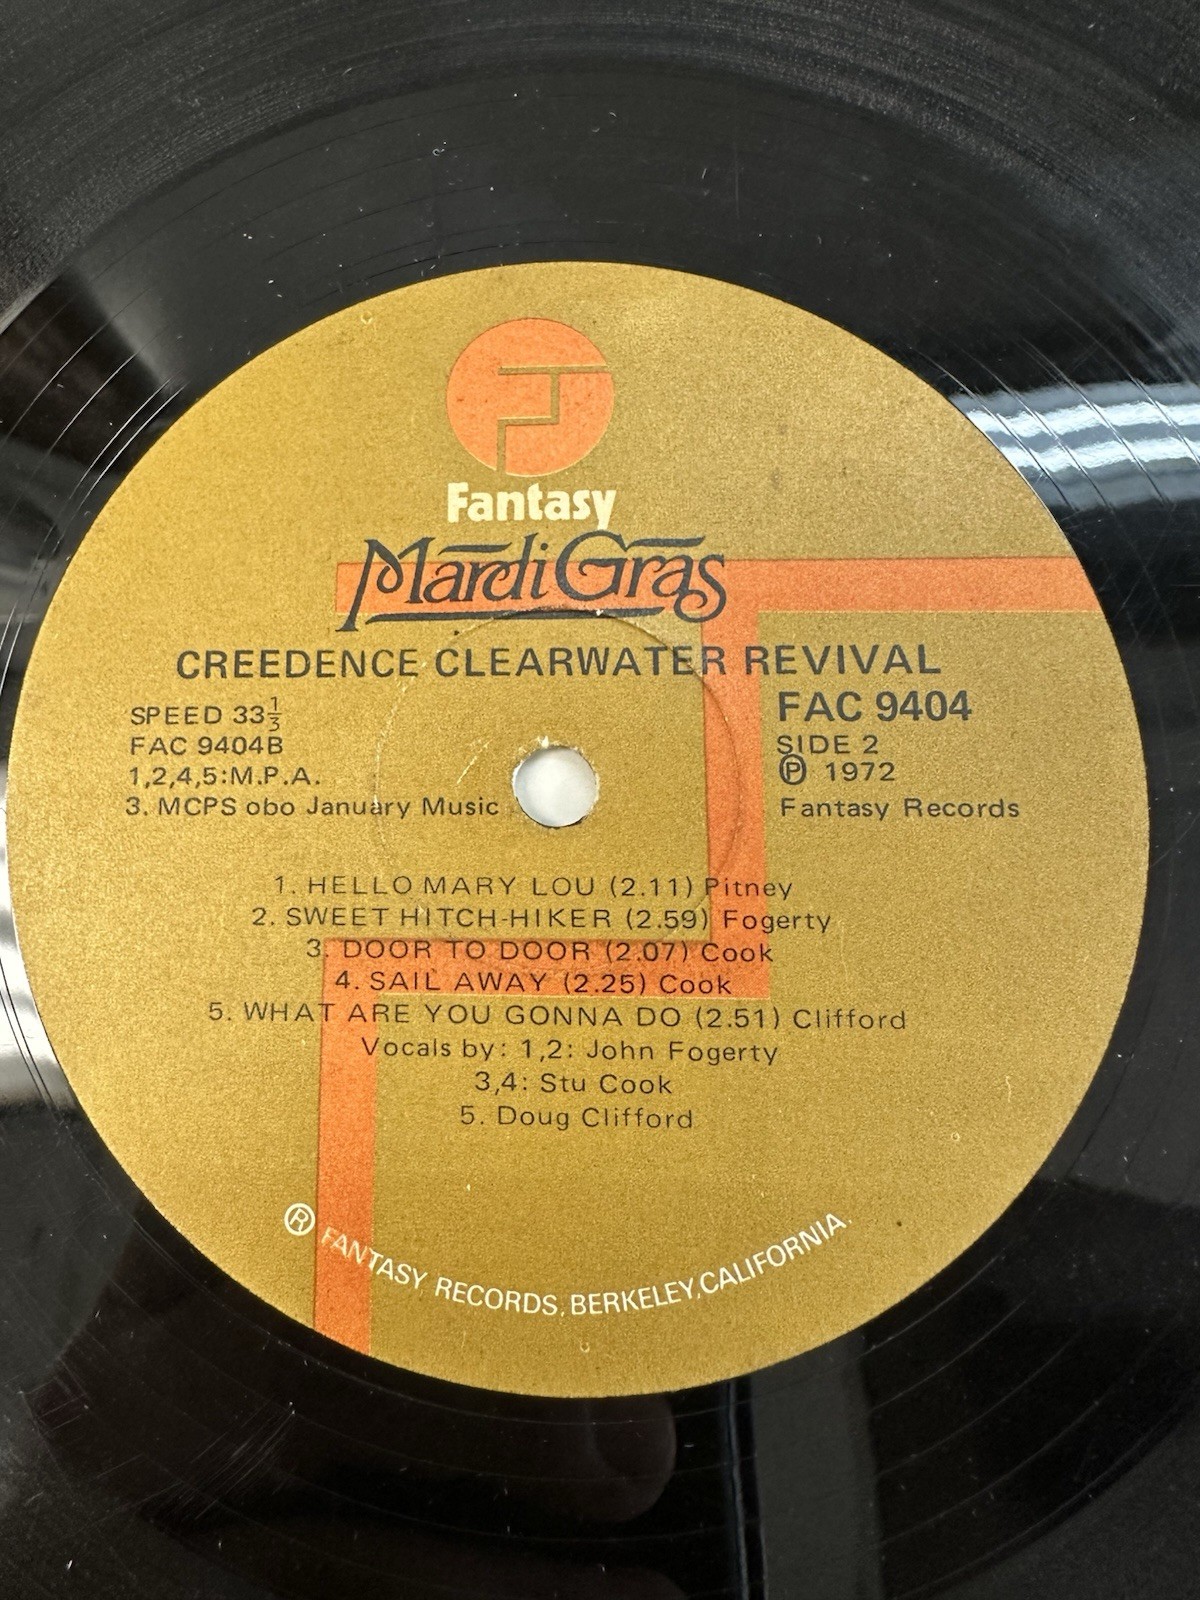 Fantasy
Mardi Gras
CREEDENCE CLEARWATER REVIVAL
SPEED 33⅓
FAC 9404B
1,2,4,5:M.P.A.
3. MCPS obo January Music
FAC 9404
SIDE 2
Ⓟ 1972
Fantasy Records
1. HELLO MARY LOU (2.11) Pitney
2. SWEET HITCH-HIKER (2.59) Fogerty
3. DOOR TO DOOR (2.07) Cook
4. SAIL AWAY (2.25) Cook
5. WHAT ARE YOU GONNA DO (2.51) Clifford
Vocals by: 1,2: John Fogerty
3,4: Stu Cook
5. Doug Clifford
® FANTASY RECORDS, BERKELEY, CALIFORNIA.